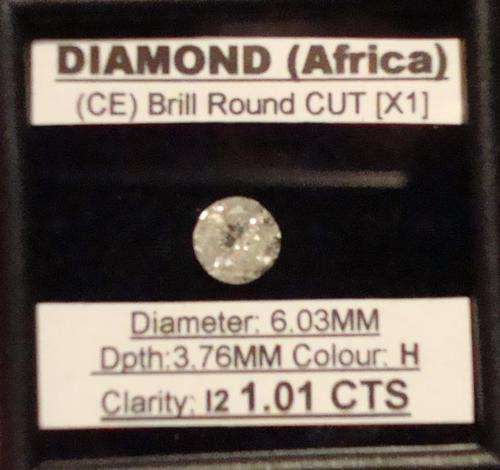 DIAMOND (Africa)
(CE) Brill Round CUT [X1]
Diameter: 6.03MM
Dpth:3.76MM Colour: H
Clarity: I2 1.01 CTS